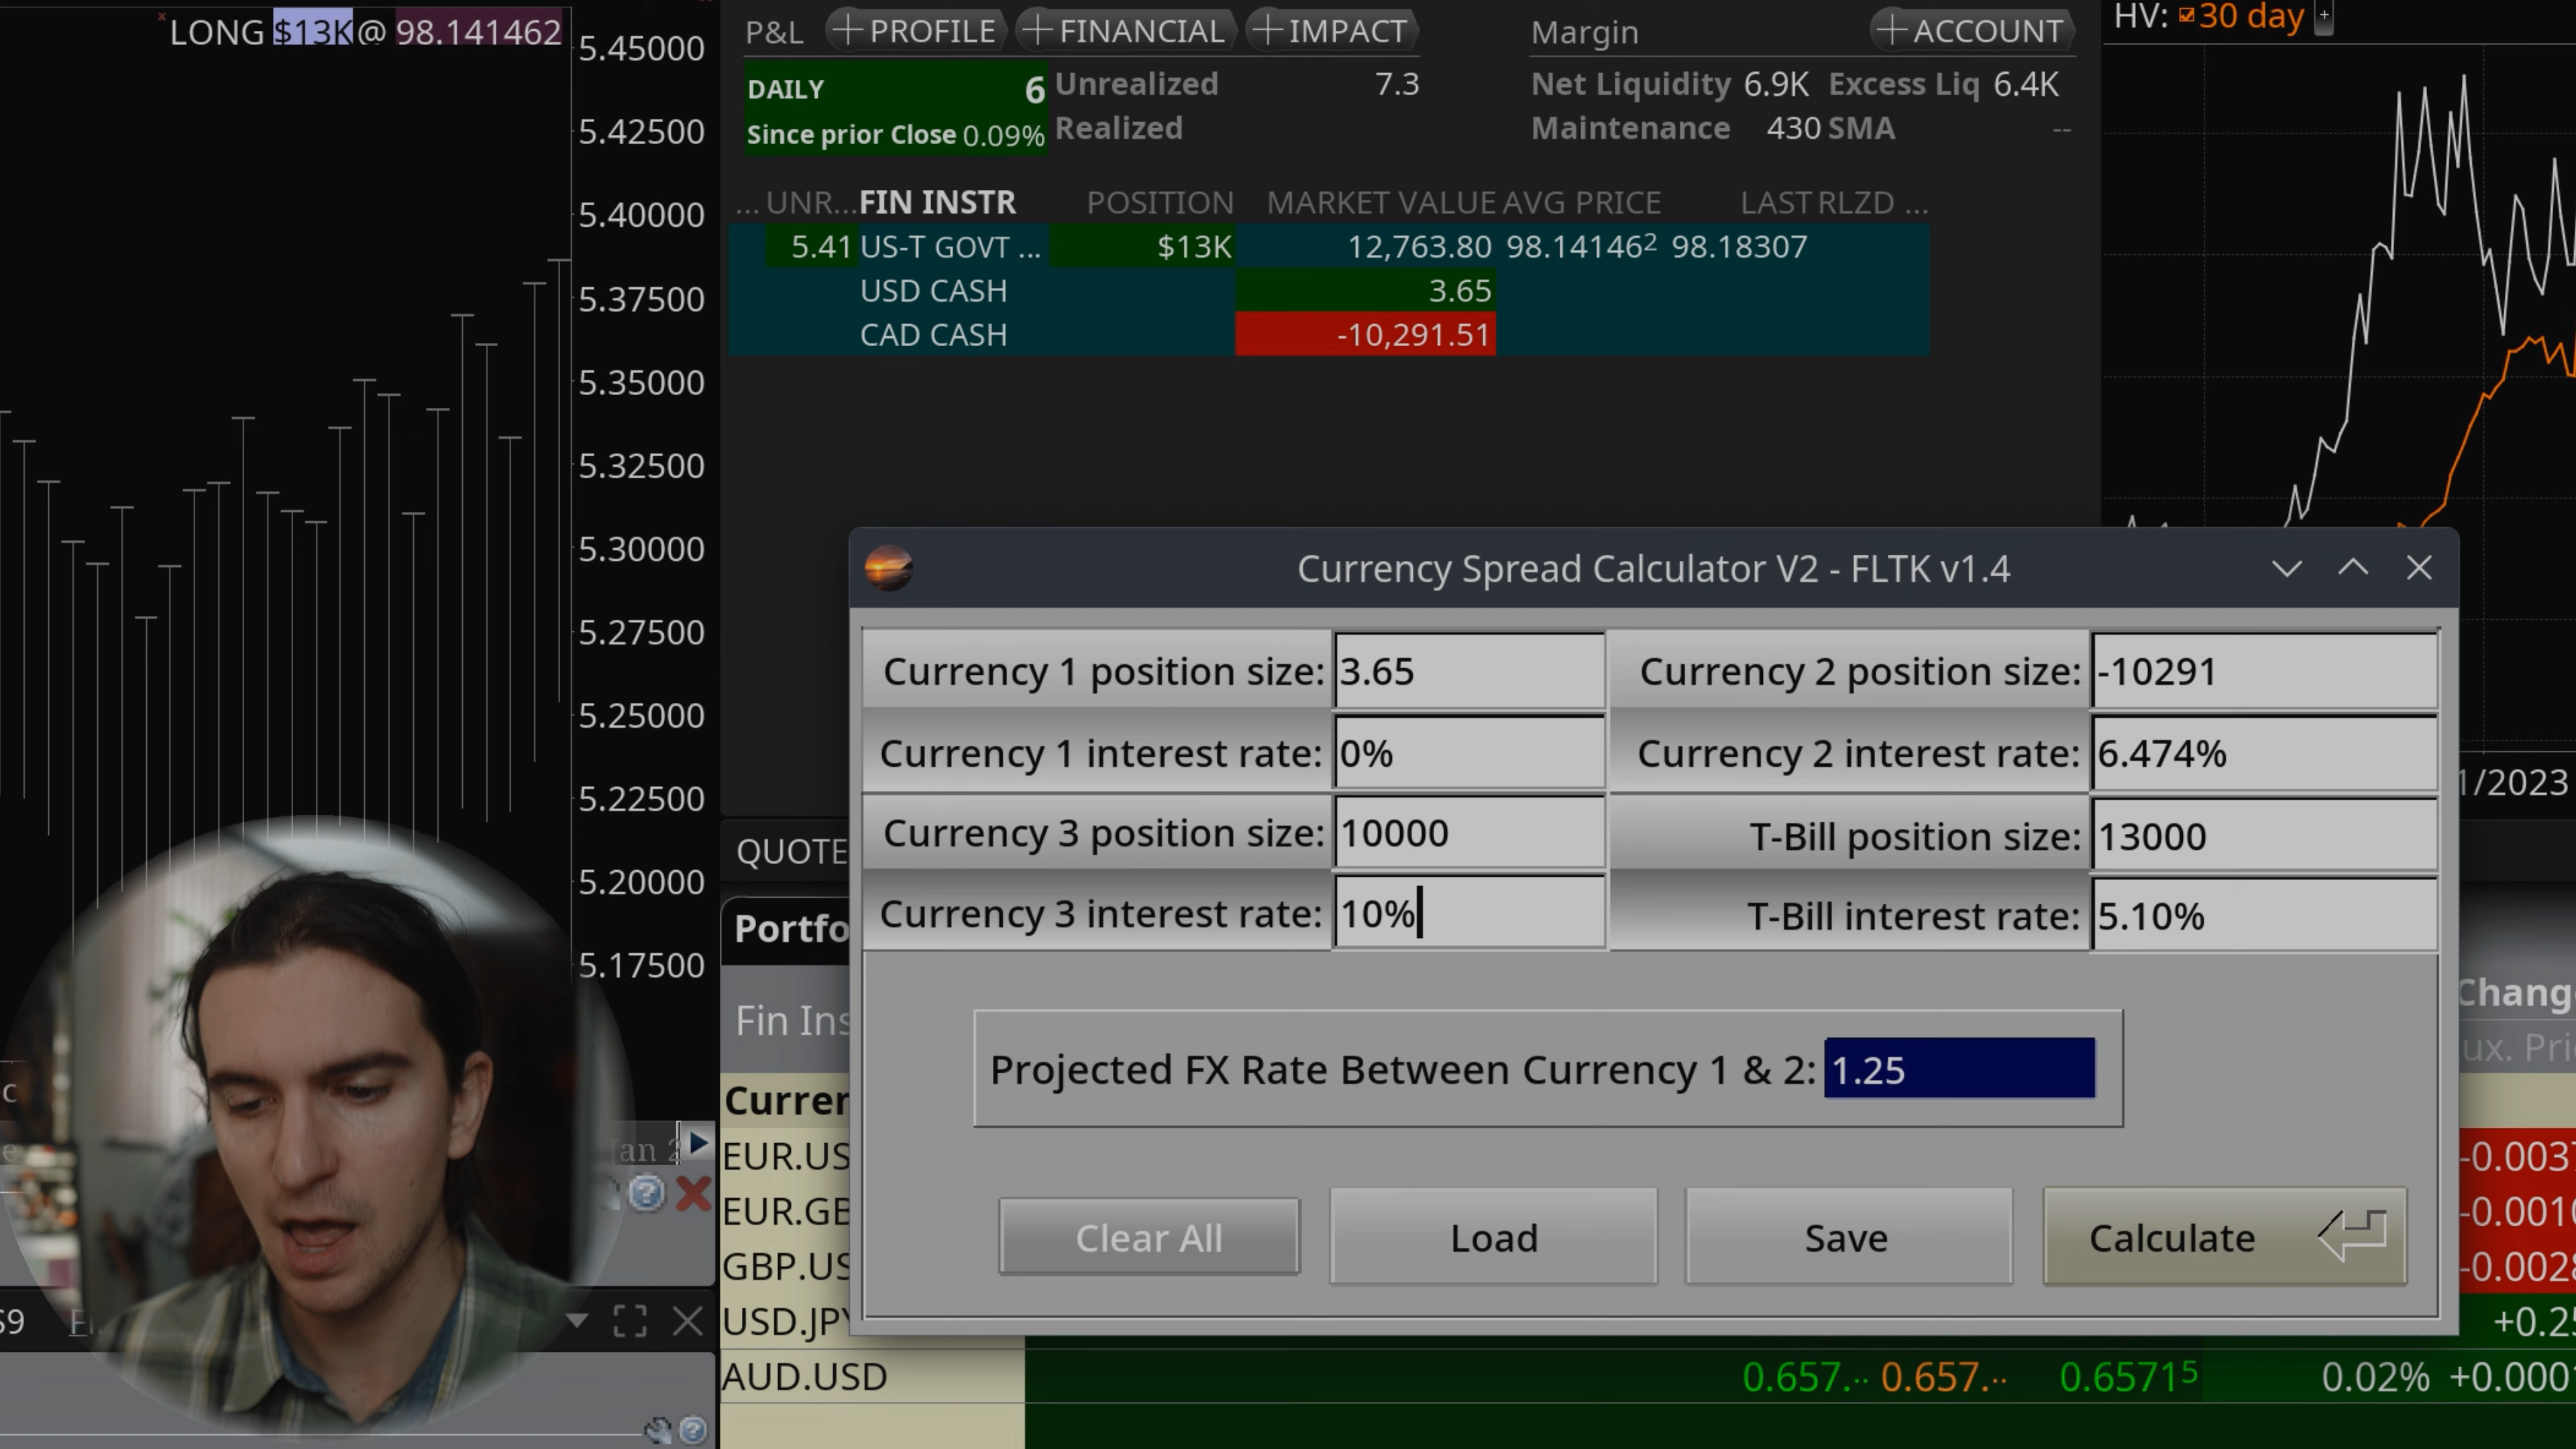 LONG $13K@ 98.141462
5.45000
5.42500
5.40000
5.37500
5.35000
5.32500
5.30000
5.27500
5.25000
5.22500
5.20000
5.17500
P&L + PROFILE + FINANCIAL + IMPACT
DAILY 6 Unrealized 7.3
Since prior Close 0.09% Realized
Margin + ACCOUNT
Net Liquidity 6.9K Excess Liq 6.4K
Maintenance 430 SMA --
... UNR... FIN INSTR POSITION MARKET VALUE AVG PRICE LAST RLZD ...
5.41 US-T GOVT ... $13K 12,763.80 98.141462 98.18307
USD CASH 3.65
CAD CASH -10,291.51
HV: 30 day +
1/2023
Currency Spread Calculator V2 - FLTK v1.4
Currency 1 position size: 3.65 Currency 2 position size: -10291
Currency 1 interest rate: 0% Currency 2 interest rate: 6.474%
Currency 3 position size: 10000 T-Bill position size: 13000
Currency 3 interest rate: 10% T-Bill interest rate: 5.10%
Projected FX Rate Between Currency 1 & 2: 1.25
Clear All Load Save Calculate
QUOTE
Portfo
Fin Ins
Curren
EUR.US
EUR.GB
GBP.US
USD.JPY
AUD.USD 0.657... 0.657... 0.65715 0.02% +0.000
Chang
ux. Pri
-0.003
-0.0010
-0.0028
+0.25
an 2
S9